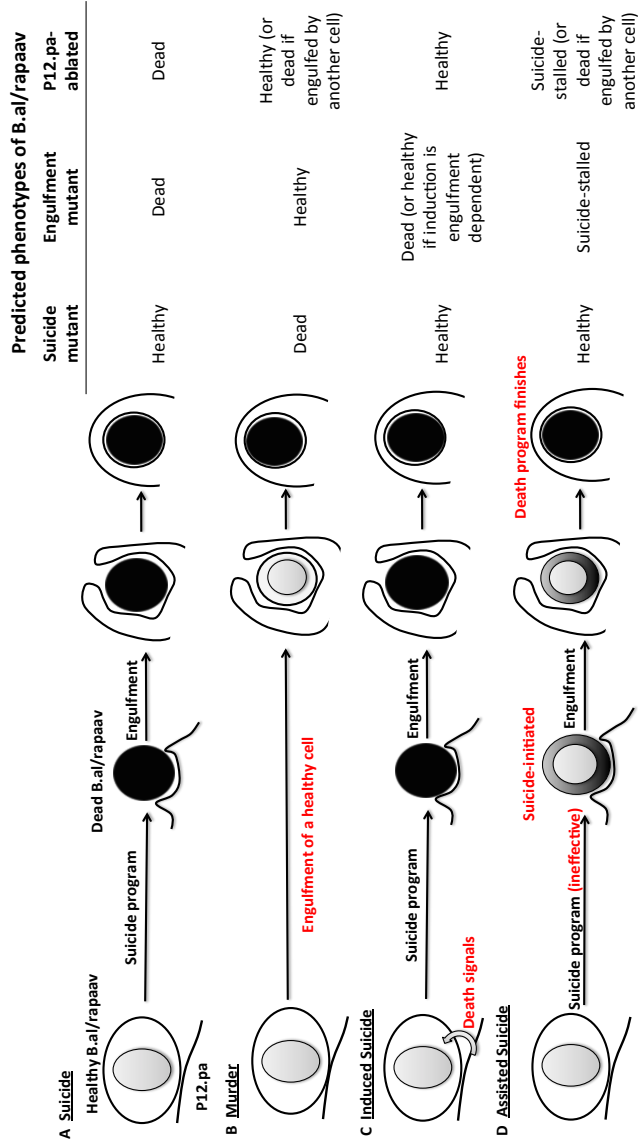 Predicted phenotypes of B.al/rapaav
Suicide
mutant
Engulfment
mutant
P12.pa-
ablated
A Suicide
Healthy B.al/rapaav
P12.pa
Suicide program
Dead B.al/rapaav
Engulfment
Healthy
Dead
Dead
B Murder
Engulfment of a healthy cell
Dead
Healthy
Healthy (or
dead if
engulfed by
another cell)
C Induced Suicide
Death signals
Suicide program
Engulfment
Healthy
Dead (or healthy
if induction is
engulfment
dependent)
Healthy
D Assisted Suicide
Suicide program (ineffective)
Suicide-initiated
Engulfment
Death program finishes
Healthy
Suicide-stalled
Suicide-
stalled (or
dead if
engulfed by
another cell)